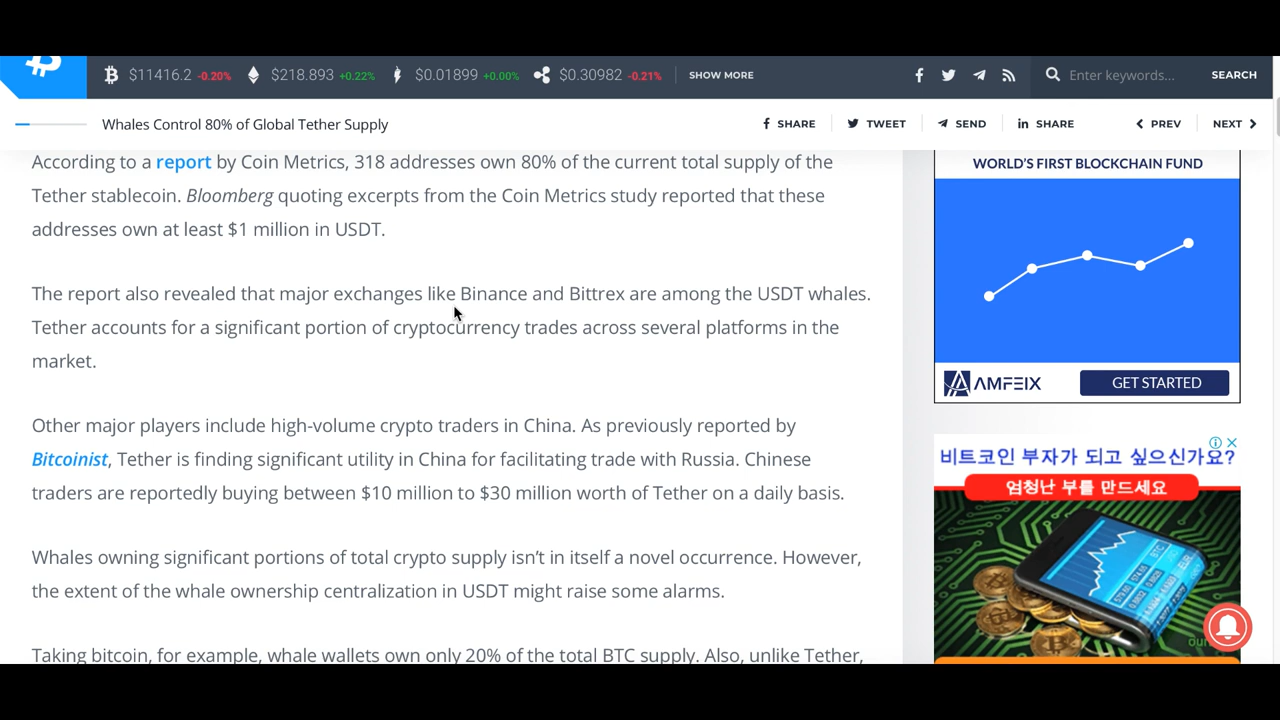 $11416.2 -0.20% $218.893 +0.22% $0.01899 +0.00% $0.30982 -0.21% SHOW MORE Enter keywords... SEARCH
Whales Control 80% of Global Tether Supply SHARE TWEET SEND SHARE PREV NEXT
According to a report by Coin Metrics, 318 addresses own 80% of the current total supply of the
Tether stablecoin. Bloomberg quoting excerpts from the Coin Metrics study reported that these
addresses own at least $1 million in USDT.
The report also revealed that major exchanges like Binance and Bittrex are among the USDT whales.
Tether accounts for a significant portion of cryptocurrency trades across several platforms in the
market.
Other major players include high-volume crypto traders in China. As previously reported by
Bitcoinist, Tether is finding significant utility in China for facilitating trade with Russia. Chinese
traders are reportedly buying between $10 million to $30 million worth of Tether on a daily basis.
Whales owning significant portions of total crypto supply isn’t in itself a novel occurrence. However,
the extent of the whale ownership centralization in USDT might raise some alarms.
Taking bitcoin, for example, whale wallets own only 20% of the total BTC supply. Also, unlike Tether,
WORLD'S FIRST BLOCKCHAIN FUND
AMFEIX GET STARTED
비트코인 부자가 되고 싶으신가요?
엄청난 부를 만드세요
BTC